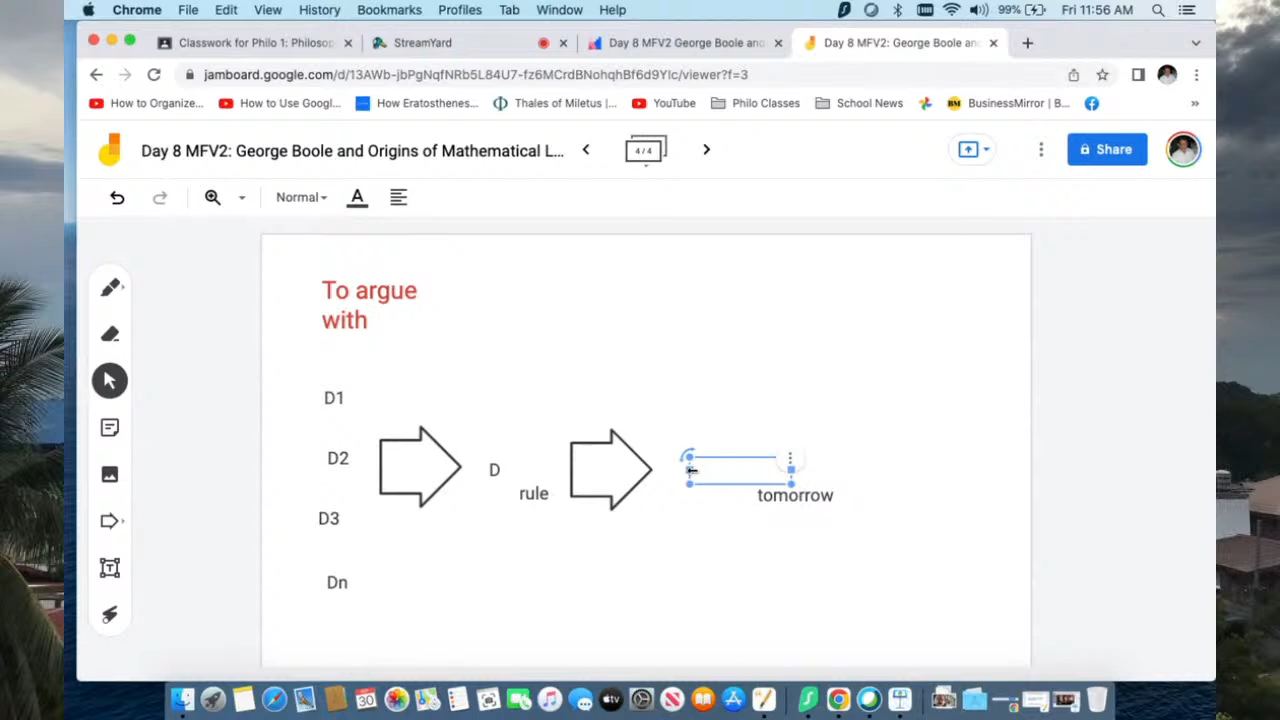 Chrome File Edit View History Bookmarks Profiles Tab Window Help 99% Fri 11:56 AM
Classwork for Philo 1: Philosop
StreamYard
Day 8 MFV2 George Boole and
Day 8 MFV2: George Boole and
jamboard.google.com/d/13AWb-jbPgNqfNRb5L84U7-fz6MCrdBNohqhBf6d9Ylc/viewer?f=3
How to Organize... How to Use Googl... How Eratosthenes... Thales of Miletus |... YouTube Philo Classes School News BM BusinessMirror | B... »
Day 8 MFV2: George Boole and Origins of Mathematical L... 4 / 4 Share
Normal A
To argue
with
D1
D2
D
rule
tomorrow
D3
Dn